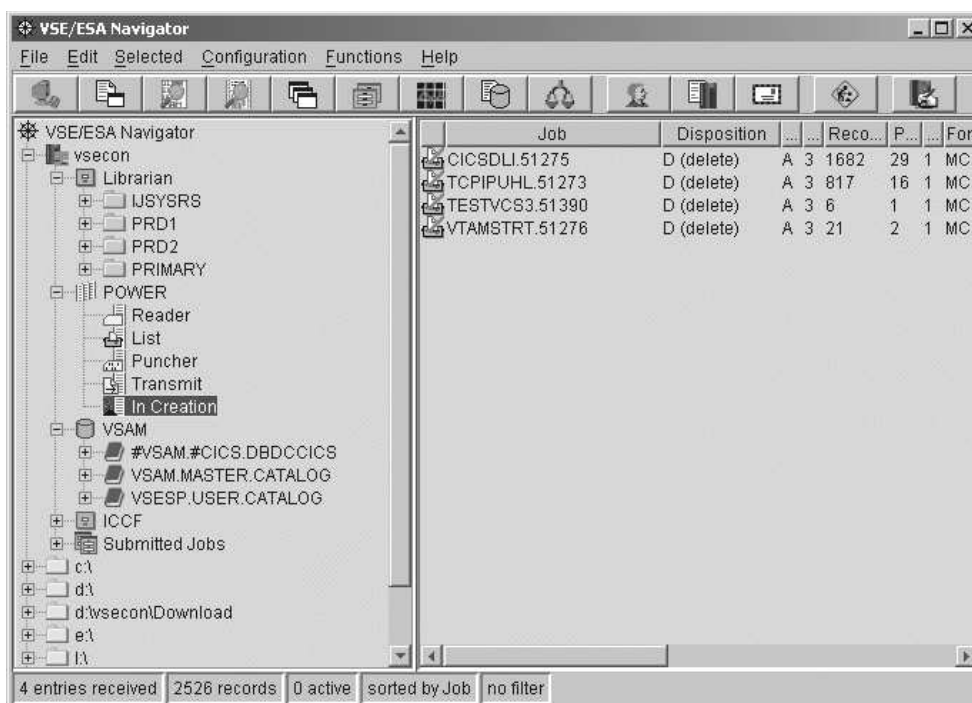 VSE/ESA Navigator
File Edit Selected Configuration Functions Help
VSE/ESA Navigator
vsecon
Librarian
IJSYSRS
PRD1
PRD2
PRIMARY
POWER
Reader
List
Puncher
Transmit
In Creation
VSAM
#VSAM.#CICS.DBDCCICS
VSAM.MASTER.CATALOG
VSESP.USER.CATALOG
ICCF
Submitted Jobs
c:\
d:\
d:\vsecon\Download
e:\
l:\
Job Disposition ... ... Reco... P... ... For
CICSDLI.51275 D (delete) A 3 1682 29 1 MC
TCPIPUHL.51273 D (delete) A 3 817 16 1 MC
TESTVCS3.51390 D (delete) A 3 6 1 1 MC
VTAMSTRT.51276 D (delete) A 3 21 2 1 MC
4 entries received 2526 records 0 active sorted by Job no filter